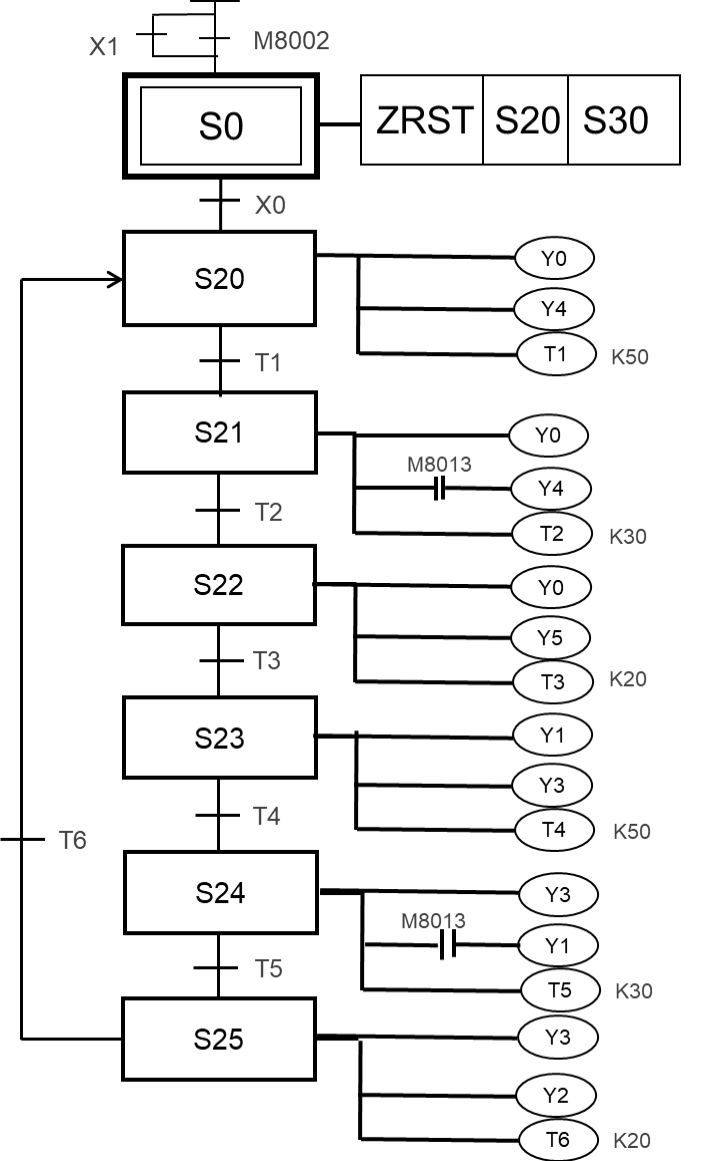 X1 M8002
S0 ZRST S20 S30
X0
S20 Y0
Y4
T1 K50
T1
S21 Y0
M8013
Y4
T2 K30
T2
S22 Y0
Y5
T3 K20
T3
S23 Y1
Y3
T4 K50
T4
T6
S24 Y3
M8013
Y1
T5 K30
T5
S25 Y3
Y2
T6 K20